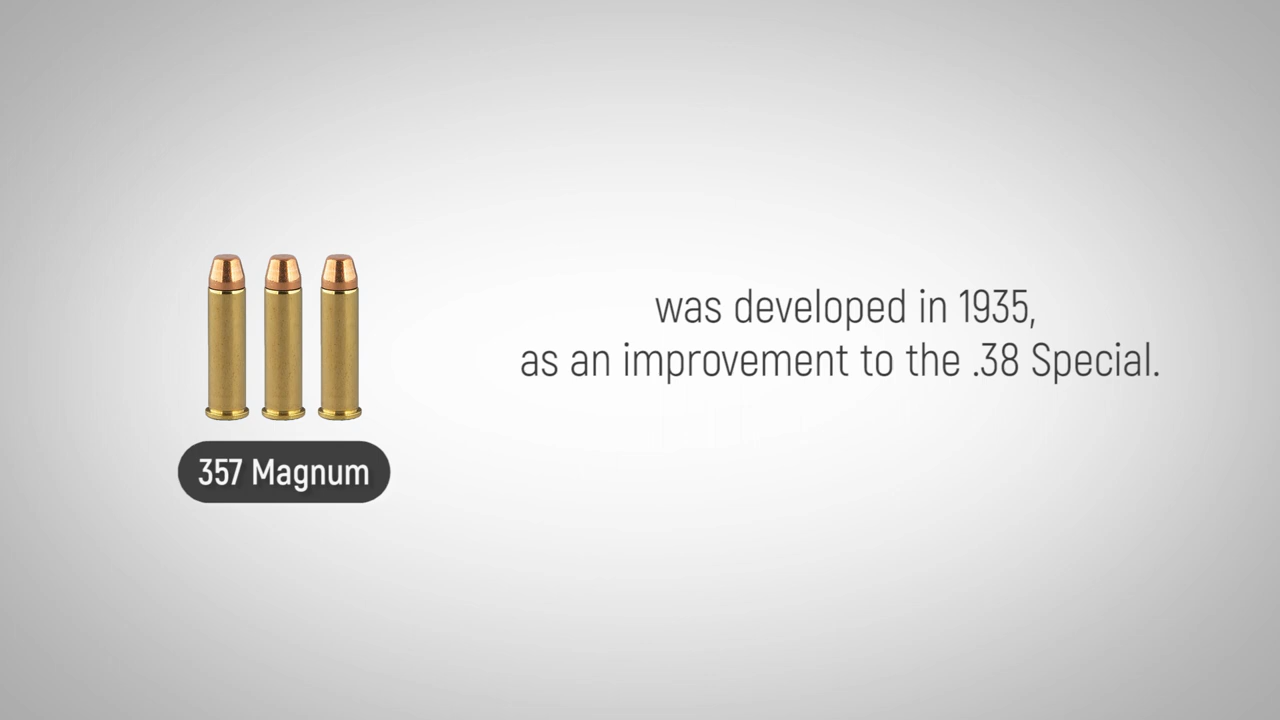 357 Magnum
was developed in 1935,
as an improvement to the .38 Special.